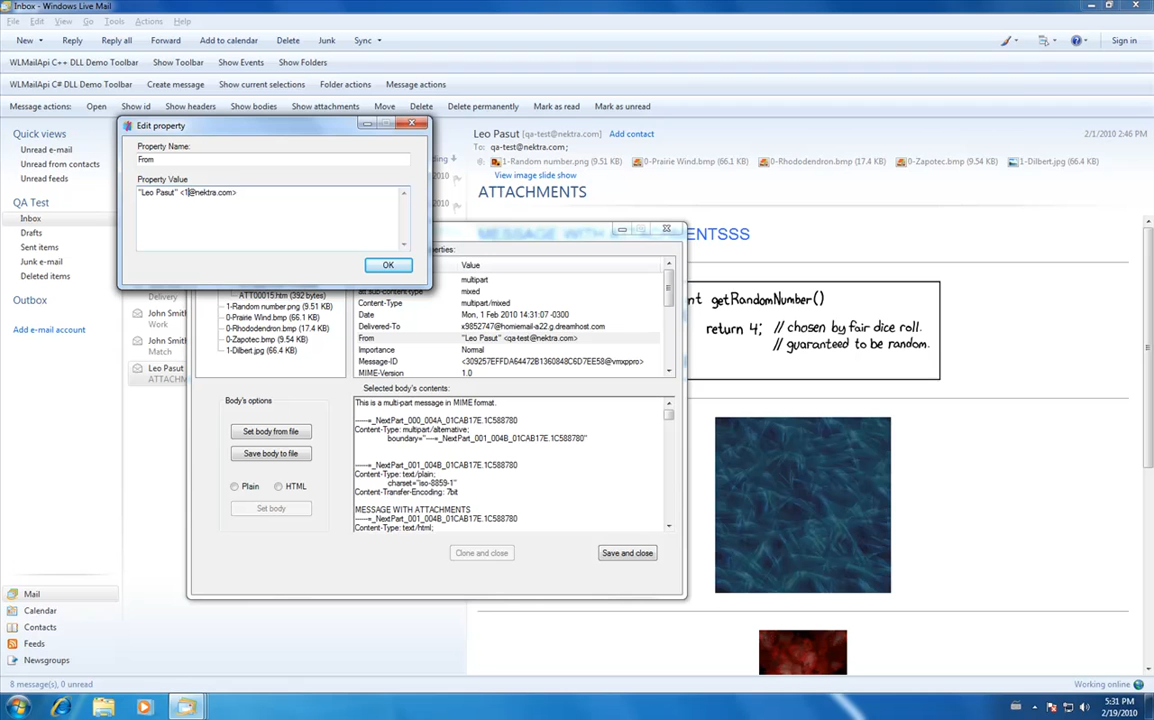 Inbox - Windows Live Mail
File Edit View Go Tools Actions Help
New Reply Reply all Forward Add to calendar Delete Junk Sync Sign in
WLMailApi C++ DLL Demo Toolbar Show Toolbar Show Events Show Folders
WLMailApi C# DLL Demo Toolbar Create message Show current selections Folder actions Message actions
Message actions: Open Show id Show headers Show bodies Show attachments Move Delete Delete permanently Mark as read Mark as unread
Quick views
Unread e-mail
Unread from contacts
Unread feeds
QA Test
Inbox
Drafts
Sent items
Junk e-mail
Deleted items
Outbox
Add e-mail account
Mail
Calendar
Contacts
Feeds
Newsgroups
Delivery
John Smit
Work
John Smit
Match
Leo Pasut
ATTACHM
Edit property
Property Name:
From
Property Value
"Leo Pasut" <1@nektra.com>
OK
erties:
Value
multipart
mixed
Content-Type multipart/mixed
Date Mon, 1 Feb 2010 14:31:07 -0300
Delivered-To x9852747@homiemail-a22.g.dreamhost.com
From "Leo Pasut" <qa-test@nektra.com>
Importance Normal
Message-ID <309257EFFDA64472B1360848C6D7EE58@vmxppro>
MIME-Version 1.0
ATT00015.htm (392 bytes)
1-Random number.png (9.51 KB)
0-Prairie Wind.bmp (66.1 KB)
0-Rhododendron.bmp (17.4 KB)
0-Zapotec.bmp (9.54 KB)
1-Dilbert.jpg (66.4 KB)
Body's options
Set body from file
Save body to file
Plain HTML
Set body
Selected body's contents:
This is a multi-part message in MIME format.
------=_NextPart_000_004A_01CAB17E.1C588780
Content-Type: multipart/alternative;
boundary="----=_NextPart_001_004B_01CAB17E.1C588780"
------=_NextPart_001_004B_01CAB17E.1C588780
Content-Type: text/plain;
charset="iso-8859-1"
Content-Transfer-Encoding: 7bit
MESSAGE WITH ATTACHMENTS
------=_NextPart_001_004B_01CAB17E.1C588780
Content-Type: text/html;
Clone and close Save and close
Leo Pasut [qa-test@nektra.com] Add contact 2/1/2010 2:46 PM
To: qa-test@nektra.com;
1-Random number.png (9.51 KB) 0-Prairie Wind.bmp (66.1 KB) 0-Rhododendron.bmp (17.4 KB) 0-Zapotec.bmp (9.54 KB) 1-Dilbert.jpg (66.4 KB)
View image slide show
ATTACHMENTS
MESSAGE WITH ATTACHMENTSSS
nt getRandomNumber()
return 4; // chosen by fair dice roll.
// guaranteed to be random.
8 message(s), 0 unread Working online
5:31 PM
2/19/2010